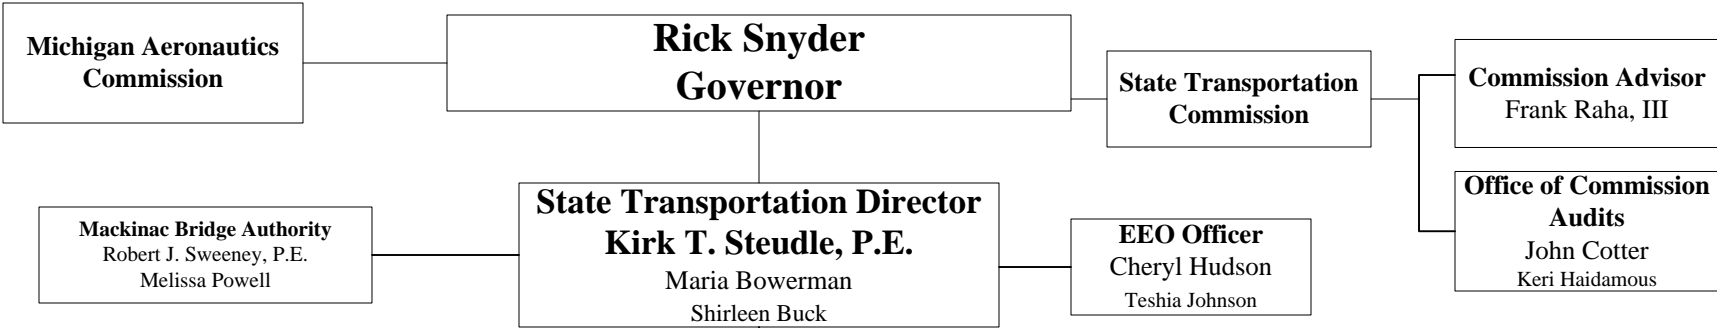 Michigan Aeronautics
Commission
Rick Snyder
Governor
State Transportation
Commission
Commission Advisor
Frank Raha, III
Office of Commission
Audits
John Cotter
Keri Haidamous
Mackinac Bridge Authority
Robert J. Sweeney, P.E.
Melissa Powell
State Transportation Director
Kirk T. Steudle, P.E.
Maria Bowerman
Shirleen Buck
EEO Officer
Cheryl Hudson
Teshia Johnson